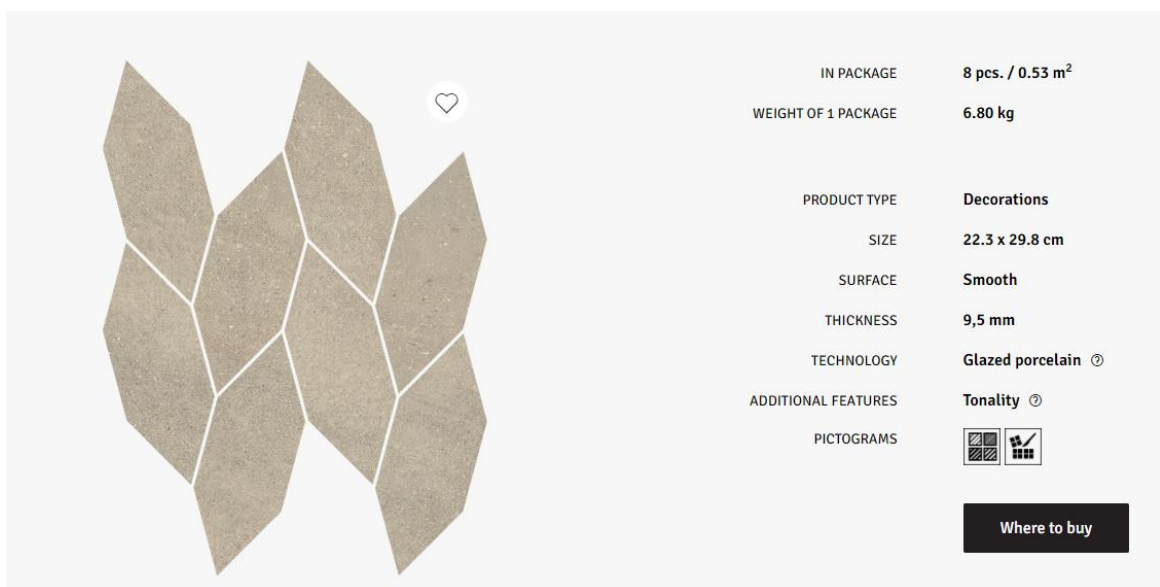 IN PACKAGE 8 pcs. / 0.53 m²
WEIGHT OF 1 PACKAGE 6.80 kg
PRODUCT TYPE Decorations
SIZE 22.3 x 29.8 cm
SURFACE Smooth
THICKNESS 9,5 mm
TECHNOLOGY Glazed porcelain ?
ADDITIONAL FEATURES Tonality ?
PICTOGRAMS
Where to buy